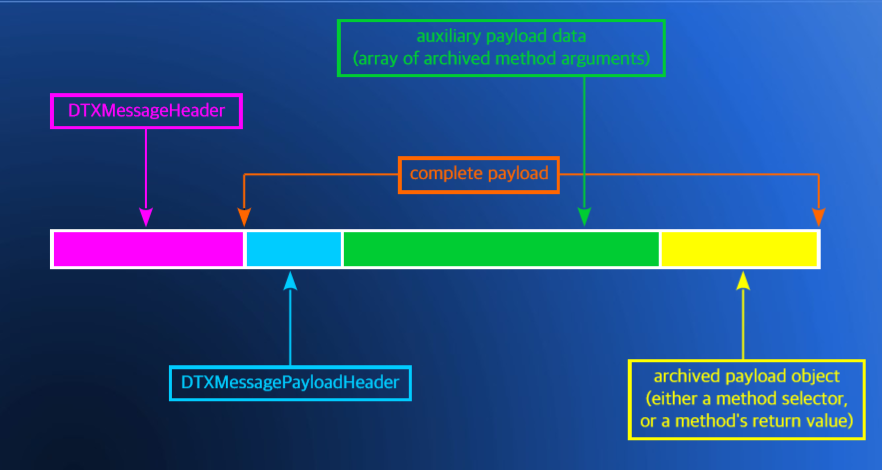 auxiliary payload data
(array of archived method arguments)
DTXMessageHeader
complete payload
DTXMessagePayloadHeader
archived payload object
(either a method selector,
or a method's return value)